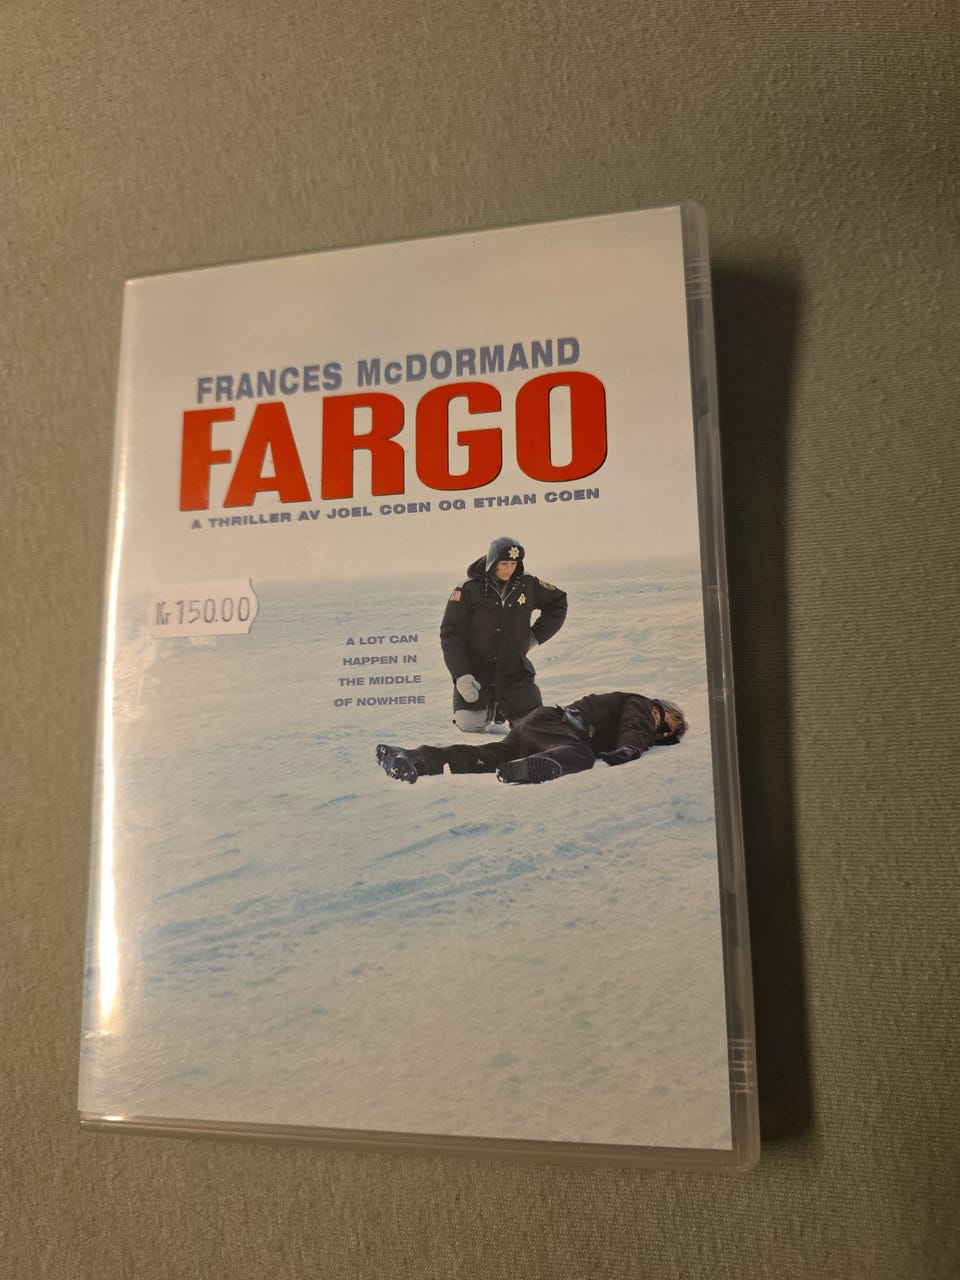 FRANCES McDORMAND
FARGO
A THRILLER AV JOEL COEN OG ETHAN COEN
Kr 150.00
A LOT CAN
HAPPEN IN
THE MIDDLE
OF NOWHERE